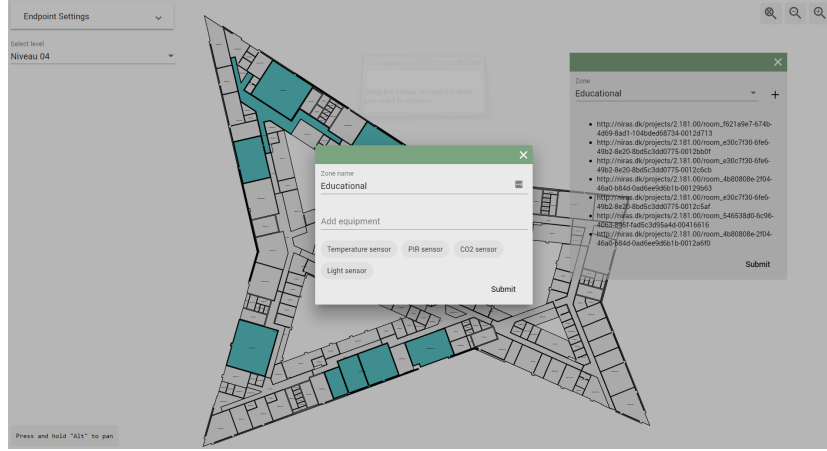 Endpoint Settings
Select level
Niveau 04
Zone
Educational
http://niras.dk/projects/2.181.00/room_f621a9e7-674b-
4d69-8ad1-104bded68734-0012d713
http://niras.dk/projects/2.181.00/room_e30c7f30-6fe6-
49b2-8e20-8bd5c3dd0775-0012bb0f
http://niras.dk/projects/2.181.00/room_e30c7f30-6fe6-
49b2-8e20-8bd5c3dd0775-0012c6cb
http://niras.dk/projects/2.181.00/room_4b80808e-2f04-
46a0-b84d-0ad6ee9d6b1b-00129b63
http://niras.dk/projects/2.181.00/room_e30c7f30-6fe6-
49b2-8e20-8bd5c3dd0775-0012c5af
http://niras.dk/projects/2.181.00/room_546538d0-6c96-
4063-896f-fad5c3d95a4d-00416616
http://niras.dk/projects/2.181.00/room_4b80808e-2f04-
46a0-b84d-0ad6ee9d6b1b-0012a6f0
Submit
Zone name
Educational
Add equipment
Temperature sensor
PIR sensor
CO2 sensor
Light sensor
Submit
Press and hold "Alt" to pan